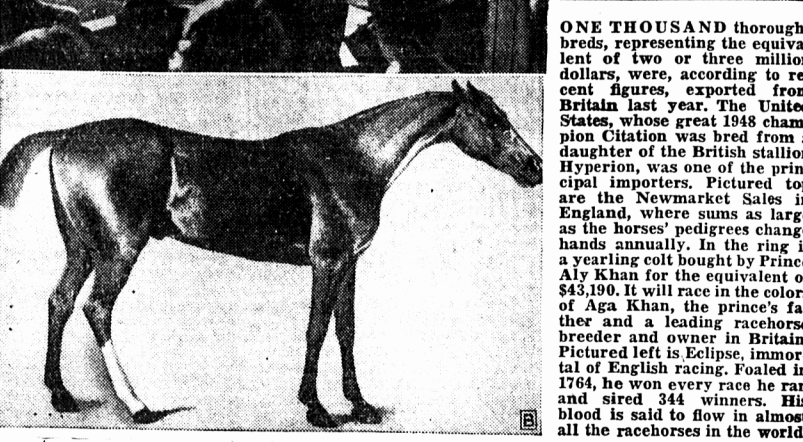 ONE THOUSAND thorough
breds, representing the equiva
lent of two or three million
dollars, were, according to re
cent figures, exported from
Britain last year. The United
States, whose great 1948 cham
pion Citation was bred from a
daughter of the British stallion
Hyperion, was one of the prin
cipal importers. Pictured top
are the Newmarket Sales in
England, where sums as large
as the horses' pedigrees change
hands annually. In the ring is
a yearling colt bought by Prince
Aly Khan for the equivalent of
$43,190. It will race in the colors
of Aga Khan, the prince's fa
ther and a leading racehorse
breeder and owner in Britain.
Pictured left is Eclipse, immor
tal of English racing. Foaled in
1764, he won every race he ran
and sired 344 winners. His
blood is said to flow in almost
all the racehorses in the world
B